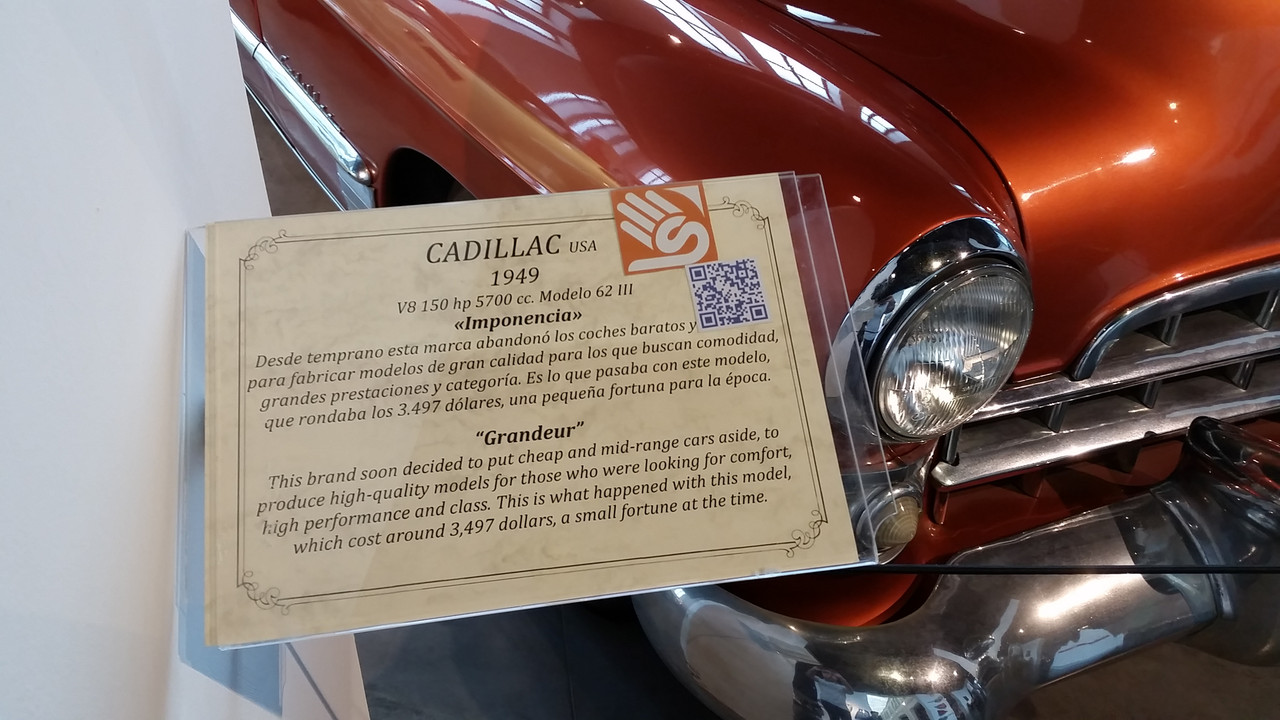 CADILLAC USA
1949
V8 150 hp 5700 cc. Modelo 62 III
«Imponencia»
Desde temprano esta marca abandonó los coches baratos y
para fabricar modelos de gran calidad para los que buscan comodidad,
grandes prestaciones y categoría. Es lo que pasaba con este modelo,
que rondaba los 3.497 dólares, una pequeña fortuna para la época.
“Grandeur”
This brand soon decided to put cheap and mid-range cars aside, to
produce high-quality models for those who were looking for comfort,
high performance and class. This is what happened with this model,
which cost around 3,497 dollars, a small fortune at the time.